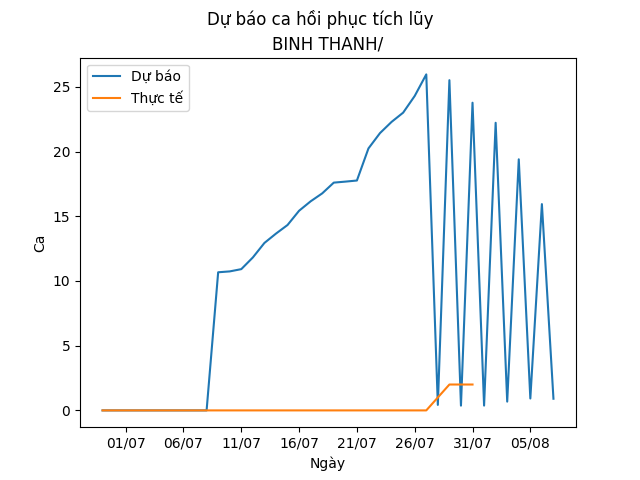 Dự báo ca hồi phục tích lũy
BINH THANH/
Dự báo
Thực tế
Ca
25
20
15
10
5
0
01/07 06/07 11/07 16/07 21/07 26/07 31/07 05/08
Ngày